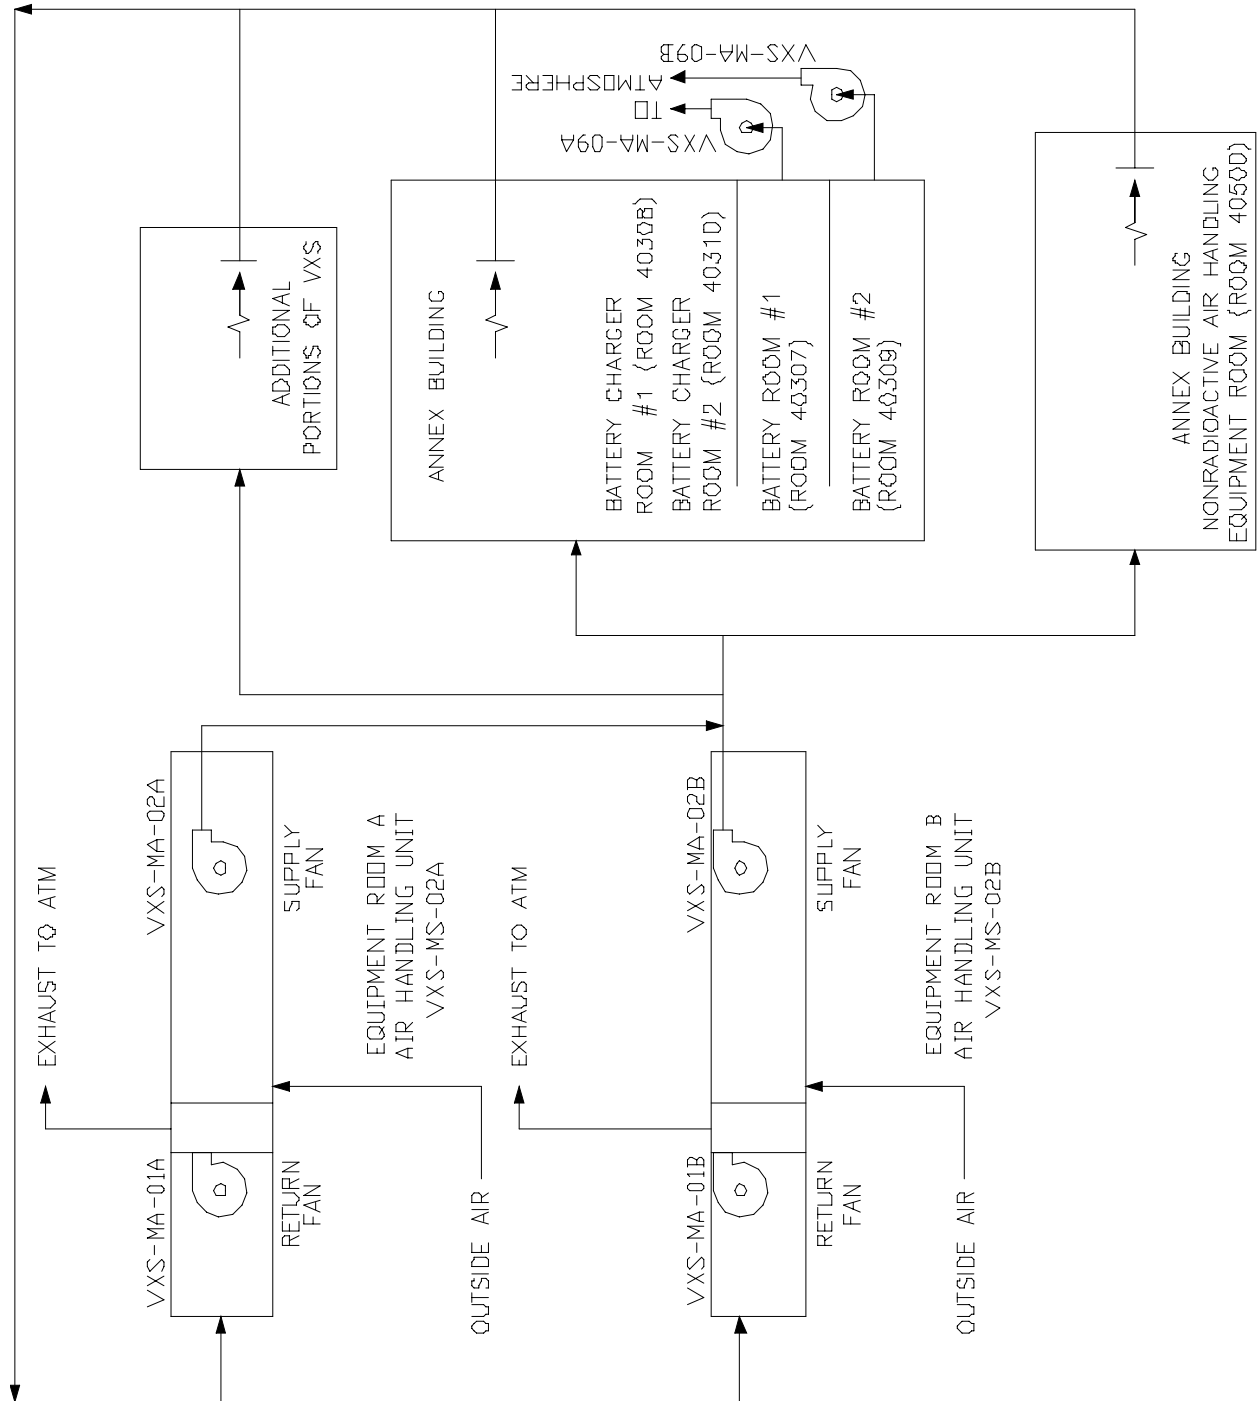 VXS-MA-01A
RETURN
FAN
EXHAUST TO ATM
OUTSIDE AIR
VXS-MA-02A
SUPPLY
FAN
EQUIPMENT ROOM A
AIR HANDLING UNIT
VXS-MS-02A
VXS-MA-01B
RETURN
FAN
EXHAUST TO ATM
OUTSIDE AIR
VXS-MA-02B
SUPPLY
FAN
EQUIPMENT ROOM B
AIR HANDLING UNIT
VXS-MS-02B
ADDITIONAL
PORTIONS OF VXS
ANNEX BUILDING
BATTERY CHARGER
ROOM #1 (ROOM 40308)
BATTERY CHARGER
ROOM #2 (ROOM 40310)
BATTERY ROOM #1
(ROOM 40307)
BATTERY ROOM #2
(ROOM 40309)
VXS-MA-09A
TO
ATMOSPHERE
VXS-MA-09B
ANNEX BUILDING
NONRADIOACTIVE AIR HANDLING
EQUIPMENT ROOM (ROOM 40500)